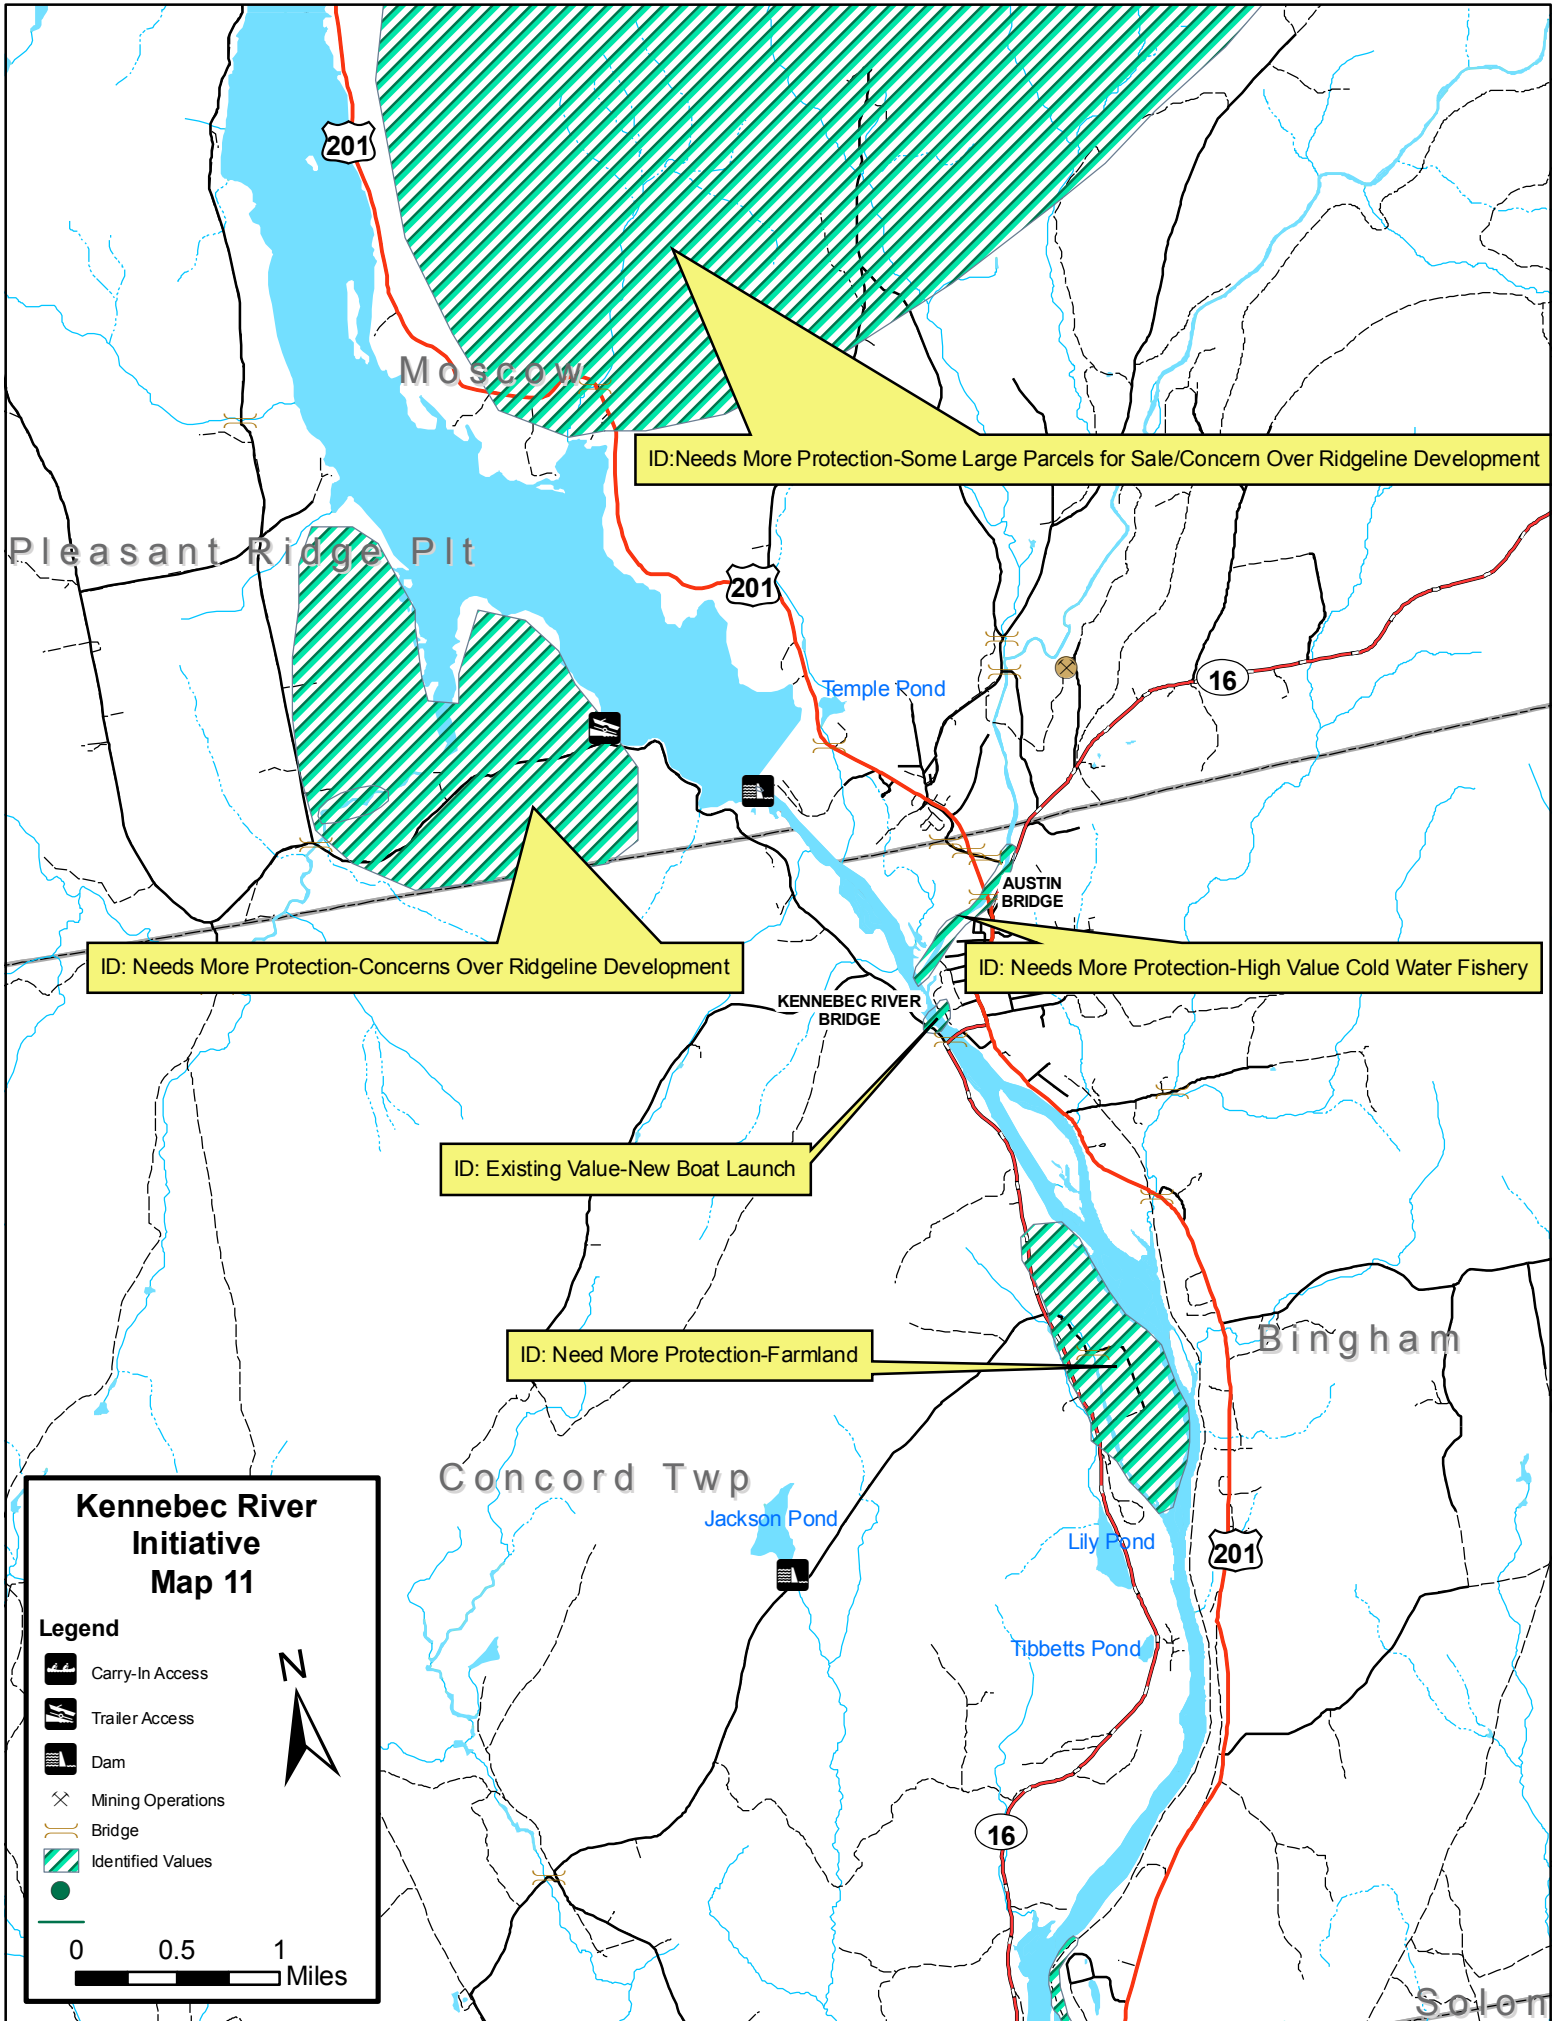 201
Moscow
ID:Needs More Protection-Some Large Parcels for Sale/Concern Over Ridgeline Development
Pleasant Ridge Plt
201
16
Temple Pond
AUSTIN
BRIDGE
ID: Needs More Protection-Concerns Over Ridgeline Development
ID: Needs More Protection-High Value Cold Water Fishery
KENNEBEC RIVER
BRIDGE
ID: Existing Value-New Boat Launch
Bingham
ID: Need More Protection-Farmland
Concord Twp
Jackson Pond
Lily Pond
201
Tibbetts Pond
16
Solon
Kennebec River
Initiative
Map 11
Legend
N
Carry-In Access
Trailer Access
Dam
Mining Operations
Bridge
Identified Values
0 0.5 1
Miles